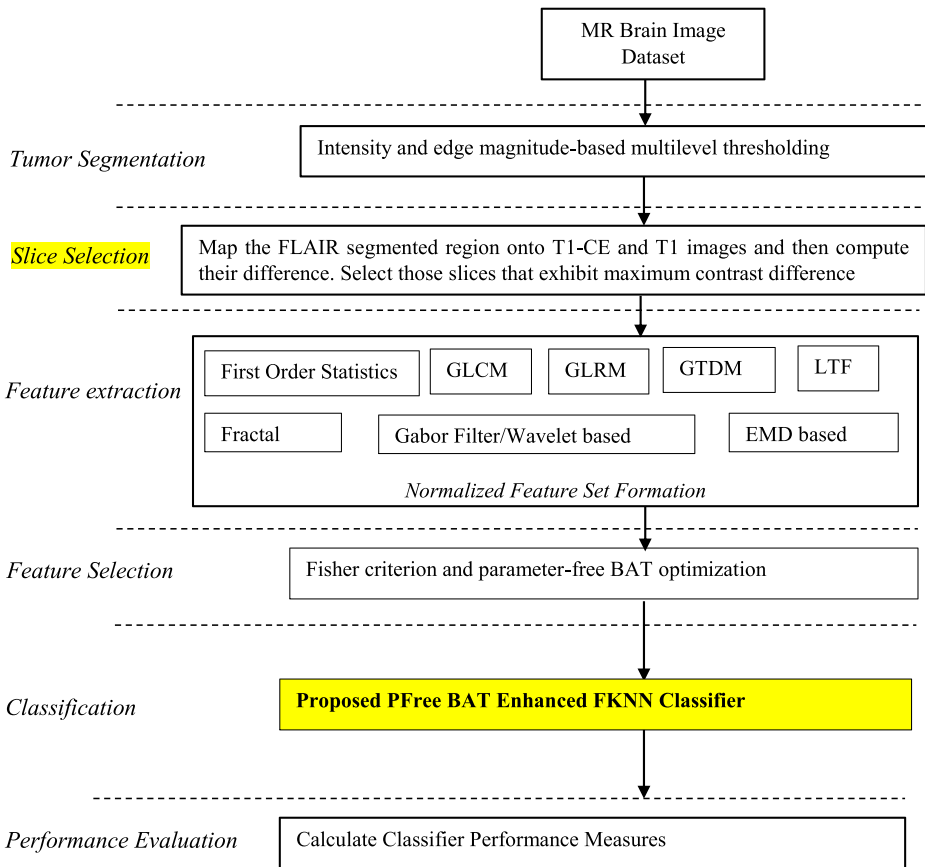 MR Brain Image
Dataset
Tumor Segmentation
Intensity and edge magnitude-based multilevel thresholding
Slice Selection
Map the FLAIR segmented region onto T1-CE and T1 images and then compute
their difference. Select those slices that exhibit maximum contrast difference
Feature extraction
First Order Statistics
GLCM
GLRM
GTDM
LTF
Fractal
Gabor Filter/Wavelet based
EMD based
Normalized Feature Set Formation
Feature Selection
Fisher criterion and parameter-free BAT optimization
Classification
Proposed PFree BAT Enhanced FKNN Classifier
Performance Evaluation
Calculate Classifier Performance Measures